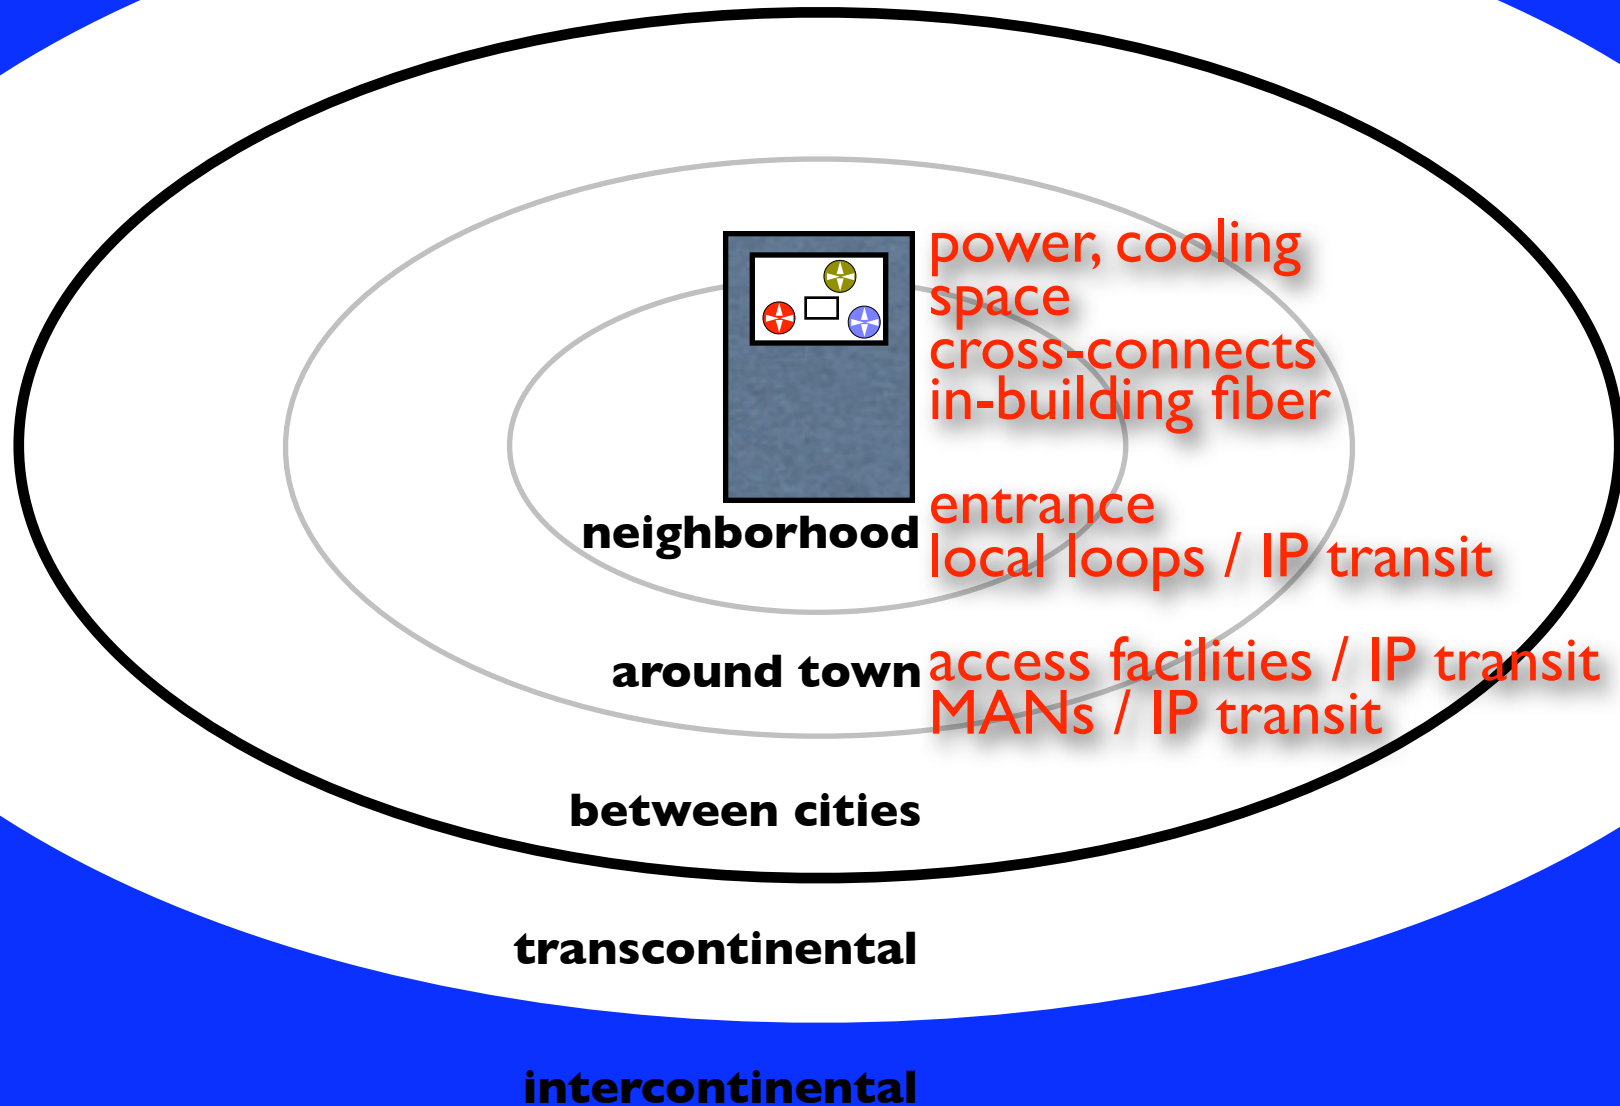 power, cooling
space
cross-connects
in-building fiber
entrance
neighborhood
local loops / IP transit
around town
access facilities / IP transit
MANs / IP transit
between cities
transcontinental
intercontinental